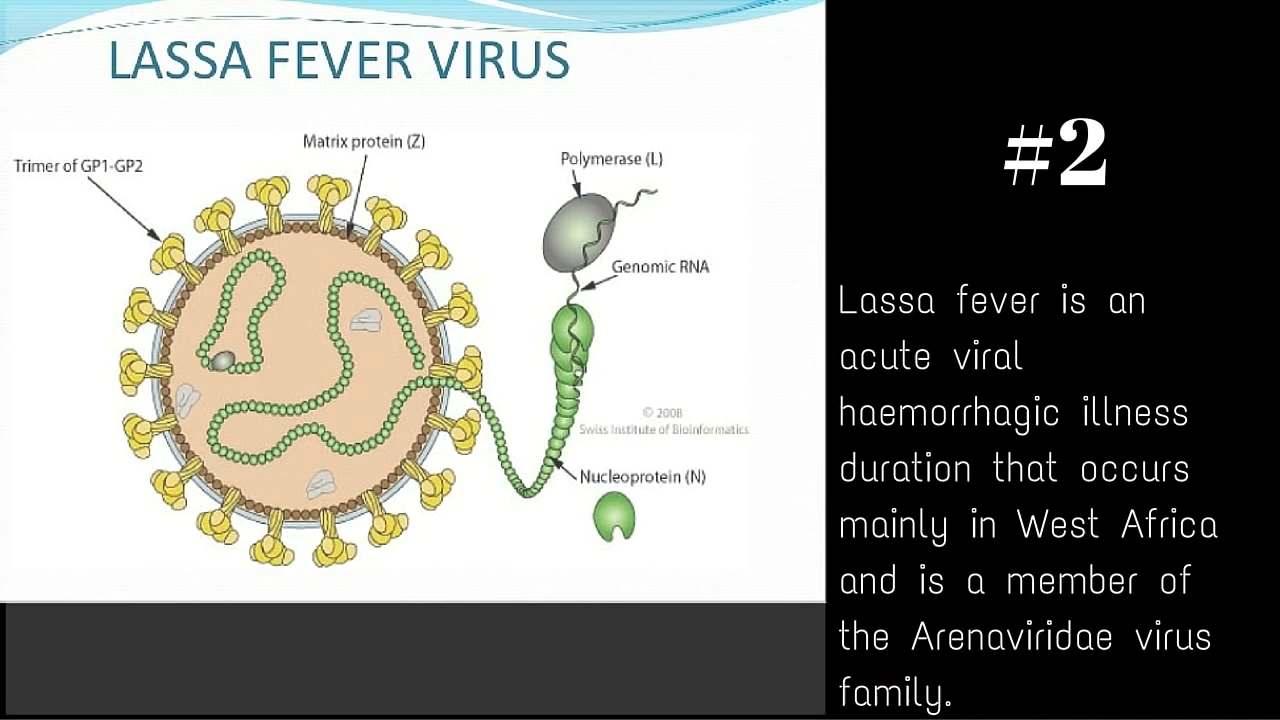 LASSA FEVER VIRUS
Matrix protein (Z)
Trimer of GP1-GP2
Polymerase (L)
Genomic RNA
© 2008
Swiss Institute of Bioinformatics
Nucleoprotein (N)
#2
Lassa fever is an
acute viral
haemorrhagic illness
duration that occurs
mainly in West Africa
and is a member of
the Arenaviridae virus
family.